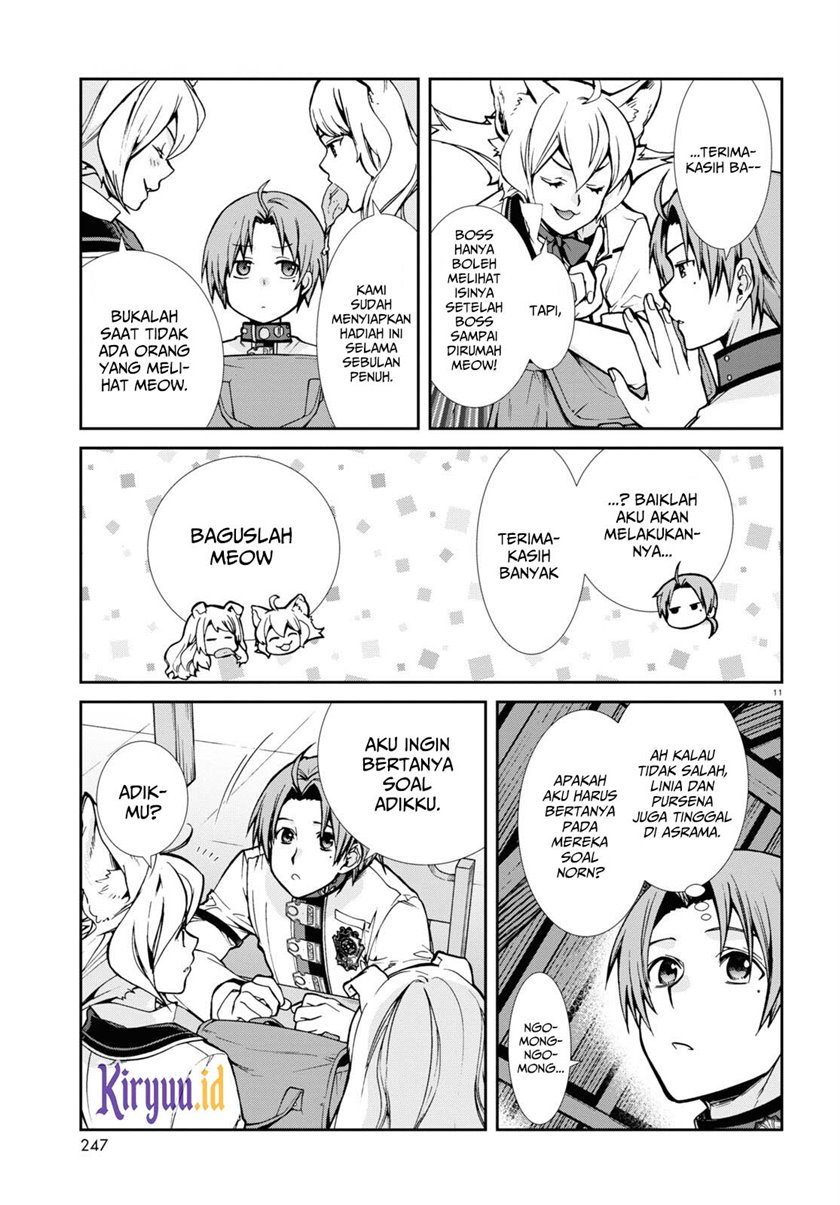 ...TERIMA-
KASIH BA--
TAPI,
BOSS
HANYA
BOLEH
MELIHAT
ISINYA
SETELAH
BOSS
SAMPAI
DIRUMAH
MEOW!
KAMI
SUDAH
MENYIAPKAN
HADIAH INI
SELAMA
SEBULAN
PENUH.
BUKALAH
SAAT TIDAK
ADA ORANG
YANG MELI-
HAT MEOW.
...? BAIKLAH
AKU AKAN
MELAKUKAN-
NYA...
TERIMA-
KASIH
BANYAK
BAGUSLAH
MEOW
11
AH KALAU
TIDAK SALAH,
LINIA DAN
PURSENA
JUGA TINGGAL
DI ASRAMA.
APAKAH
AKU HARUS
BERTANYA
PADA
MEREKA
SOAL
NORN?
NGO-
MONG-
NGO-
MONG...
AKU INGIN
BERTANYA
SOAL
ADIKKU.
ADIK-
MU?
Kiryuu.id
247